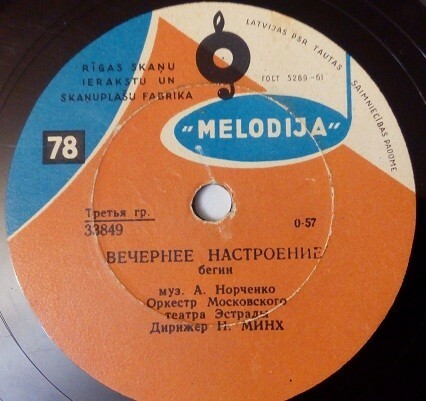 RĪGAS SKAŅU
IERAKSTU UN
SKAŅUPLAŠU FABRIKA
LATVIJAS PSR TAUTAS
SAIMNIECĪBAS PADOME
ГОСТ 5289-61
"MELODIJA"
78
Третья гр.
33849
0-57
ВЕЧЕРНЕЕ НАСТРОЕНИЕ
бегин
муз. А. Норченко
Оркестр Московского
театра Эстрады
Дирижер Н. МИНХ